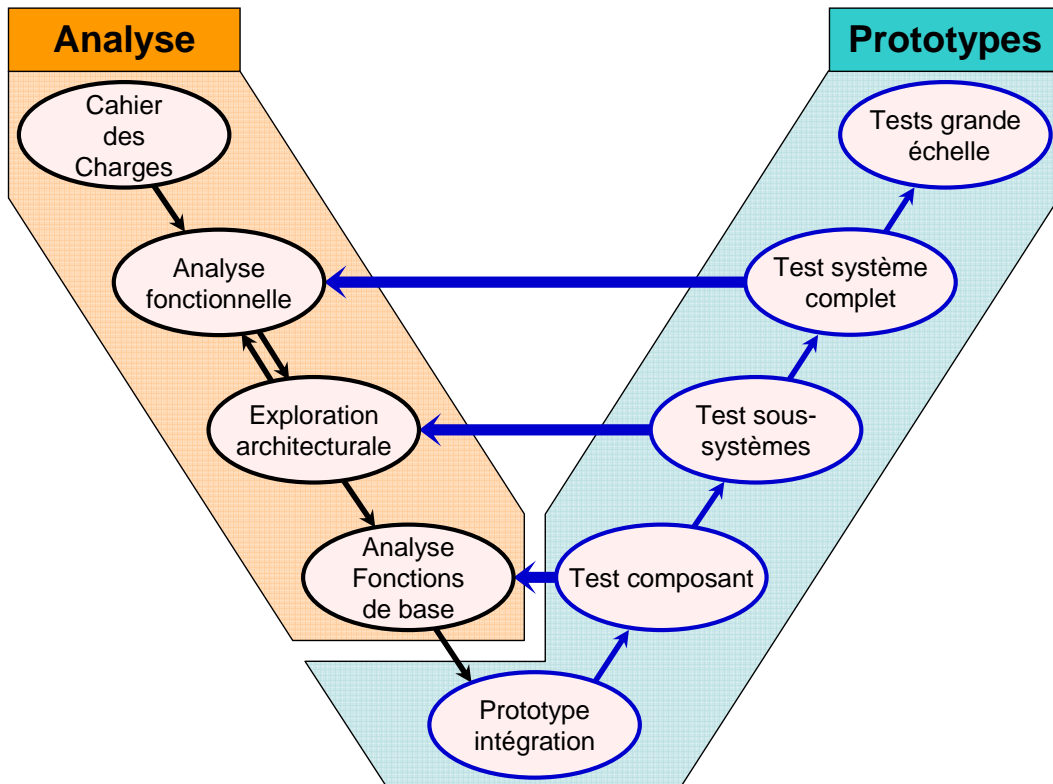 Analyse
Prototypes
Cahier
des
Charges
Tests grande
échelle
Analyse
fonctionnelle
Test système
complet
Exploration
architecturale
Test sous-
systèmes
Analyse
Fonctions
de base
Test composant
Prototype
intégration